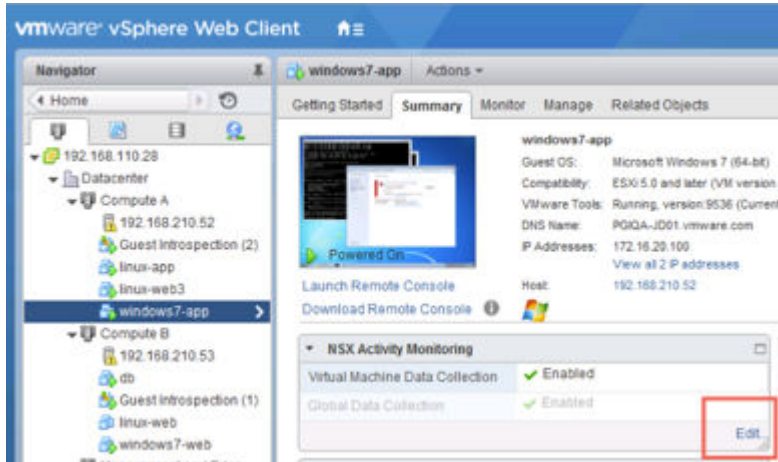 vmware® vSphere Web Client
Navigator
Home
192.168.110.28
Datacenter
Compute A
192.168.210.52
Guest Introspection (2)
linux-app
linux-web3
windows7-app
Compute B
192.168.210.53
db
Guest Introspection (1)
linux-web
windows7-web
windows7-app Actions
Getting Started Summary Monitor Manage Related Objects
Powered On
Launch Remote Console
Download Remote Console
windows7-app
Guest OS: Microsoft Windows 7 (64-bit)
Compatibility: ESXi 5.0 and later (VM version
VMware Tools: Running, version:9536 (Current
DNS Name: PGIQA-JD01.vmware.com
IP Addresses: 172.16.20.100
View all 2 IP addresses
Host: 192.168.210.52
NSX Activity Monitoring
Virtual Machine Data Collection Enabled
Global Data Collection Enabled
Edit...